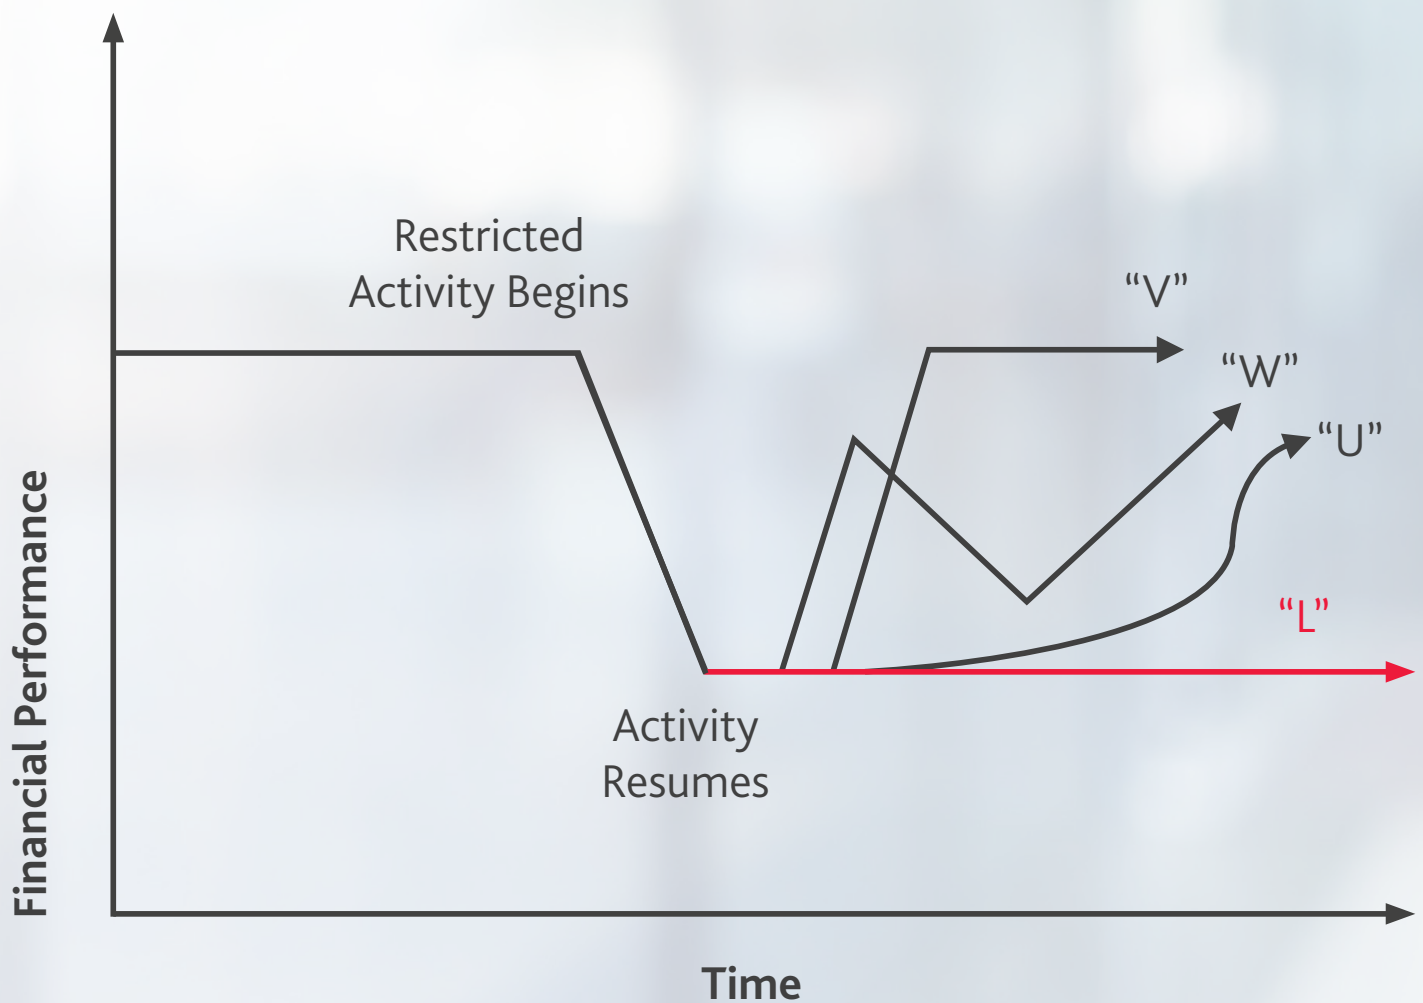 Restricted
Activity Begins
“V”
“W”
“U”
“L”
Activity
Resumes
Financial Performance
Time